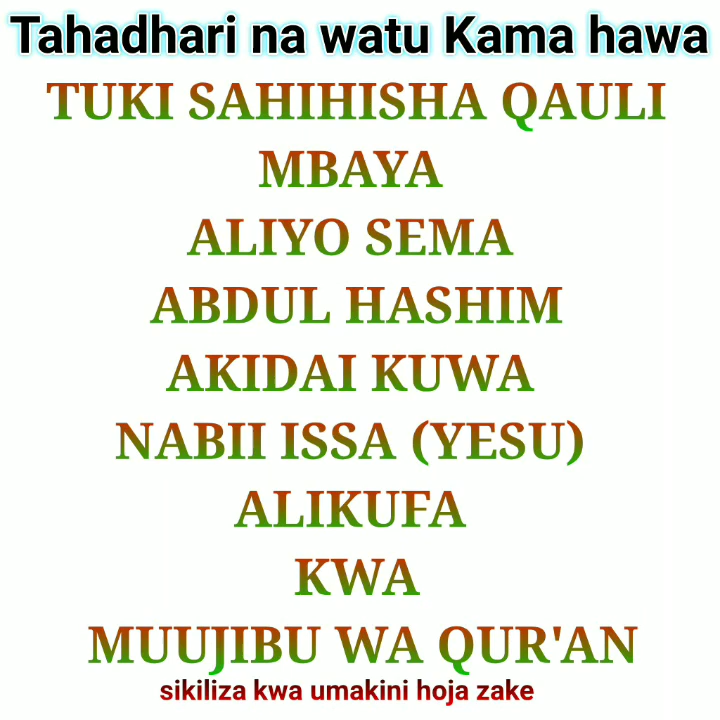 Tahadhari na watu Kama hawa
TUKI SAHIHISHA QAULI
MBAYA
ALIYO SEMA
ABDUL HASHIM
AKIDAI KUWA
NABII ISSA (YESU)
ALIKUFA
KWA
MUUJIBU WA QUR'AN
sikiliza kwa umakini hoja zake